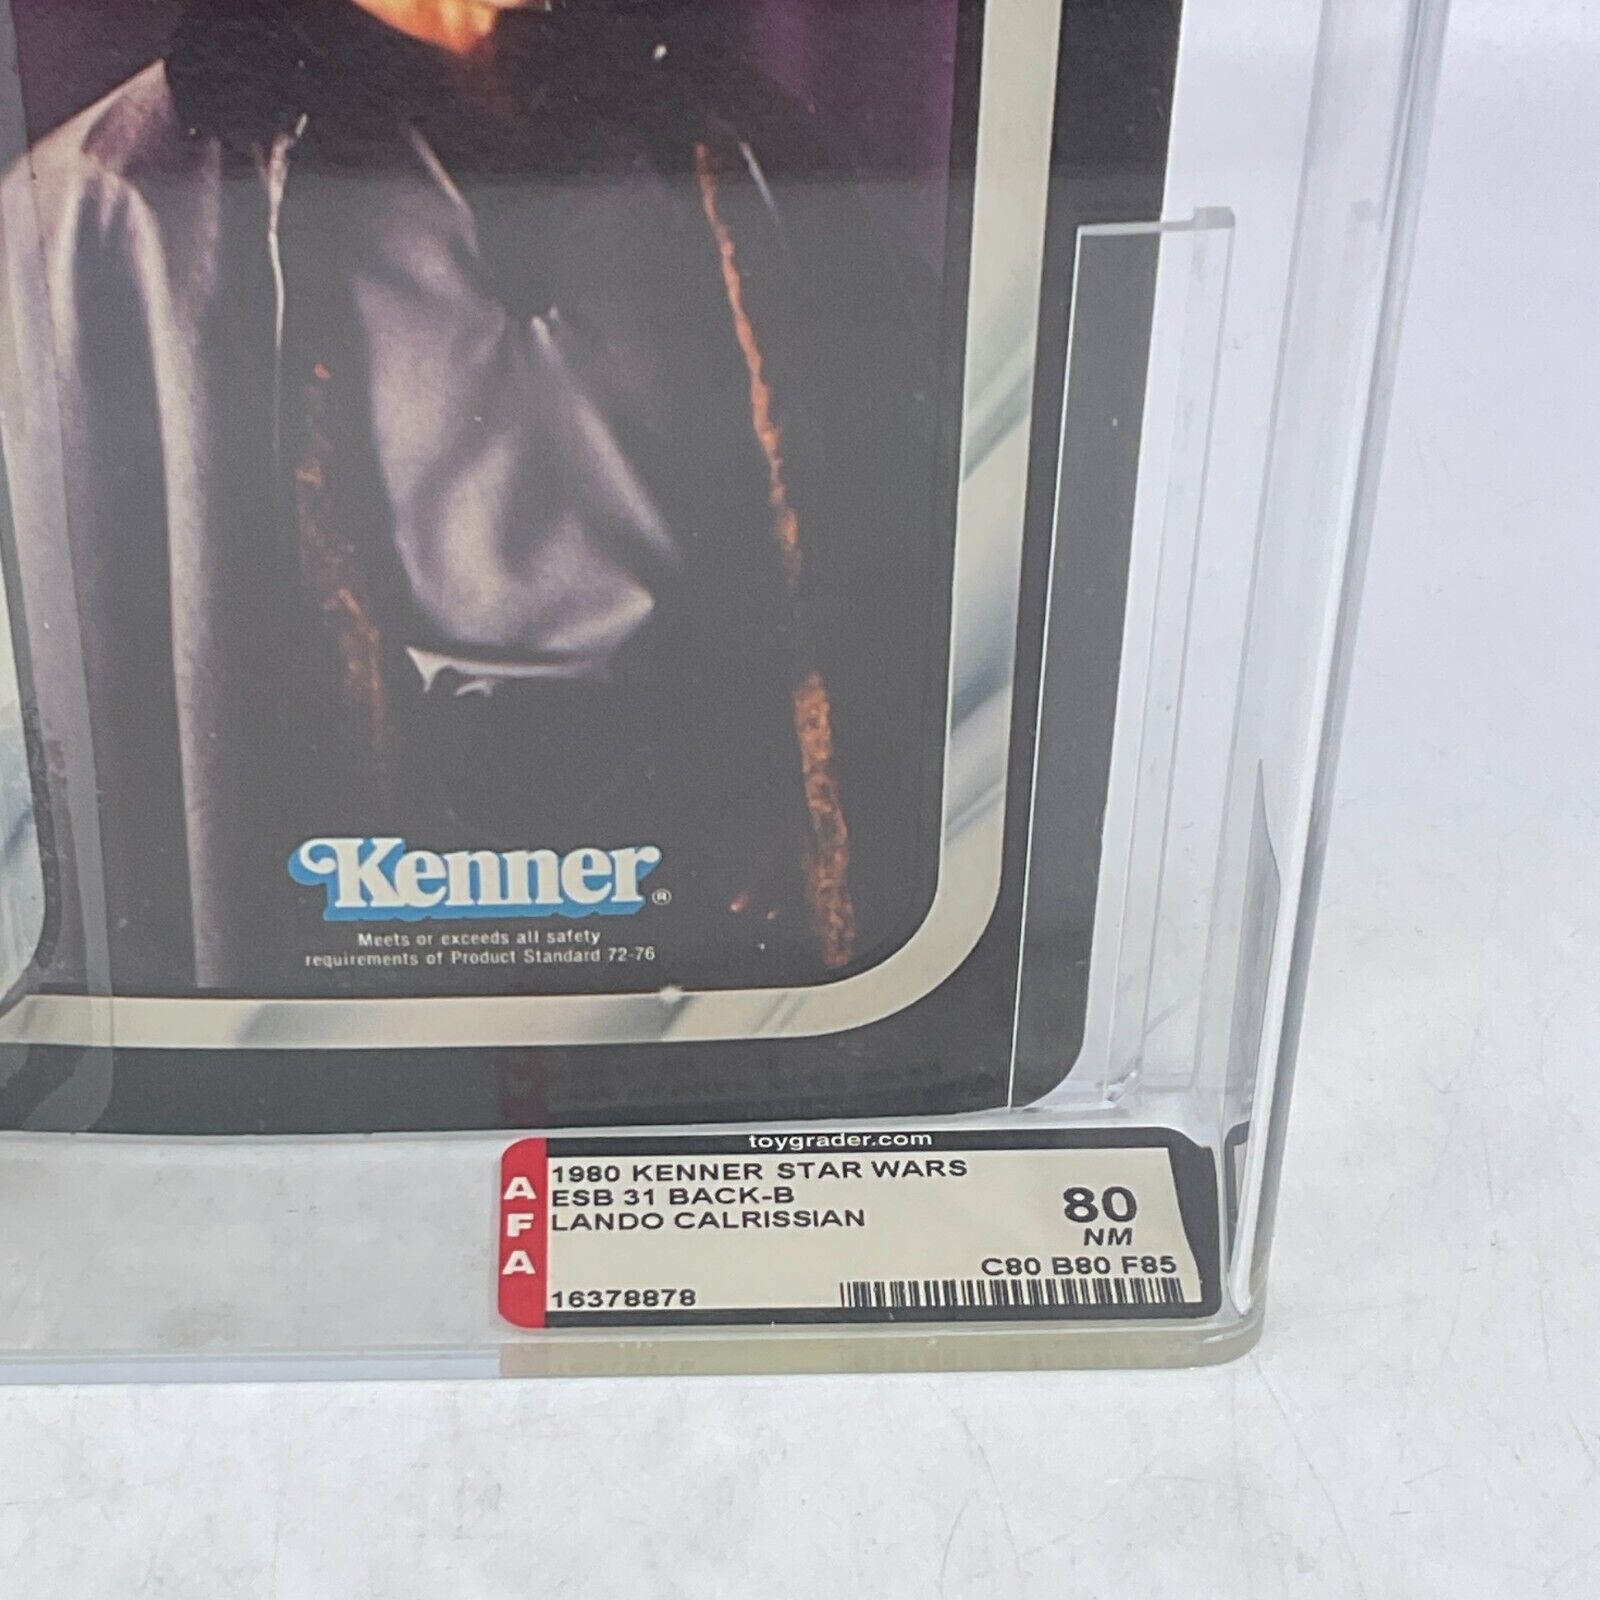 Kenner®
Meets or exceeds all safety
requirements of Product Standard 72-76
toygrader.com
AFA
1980 KENNER STAR WARS
ESB 31 BACK-B
LANDO CALRISSIAN
80
NM
C80 B80 F85
16378878